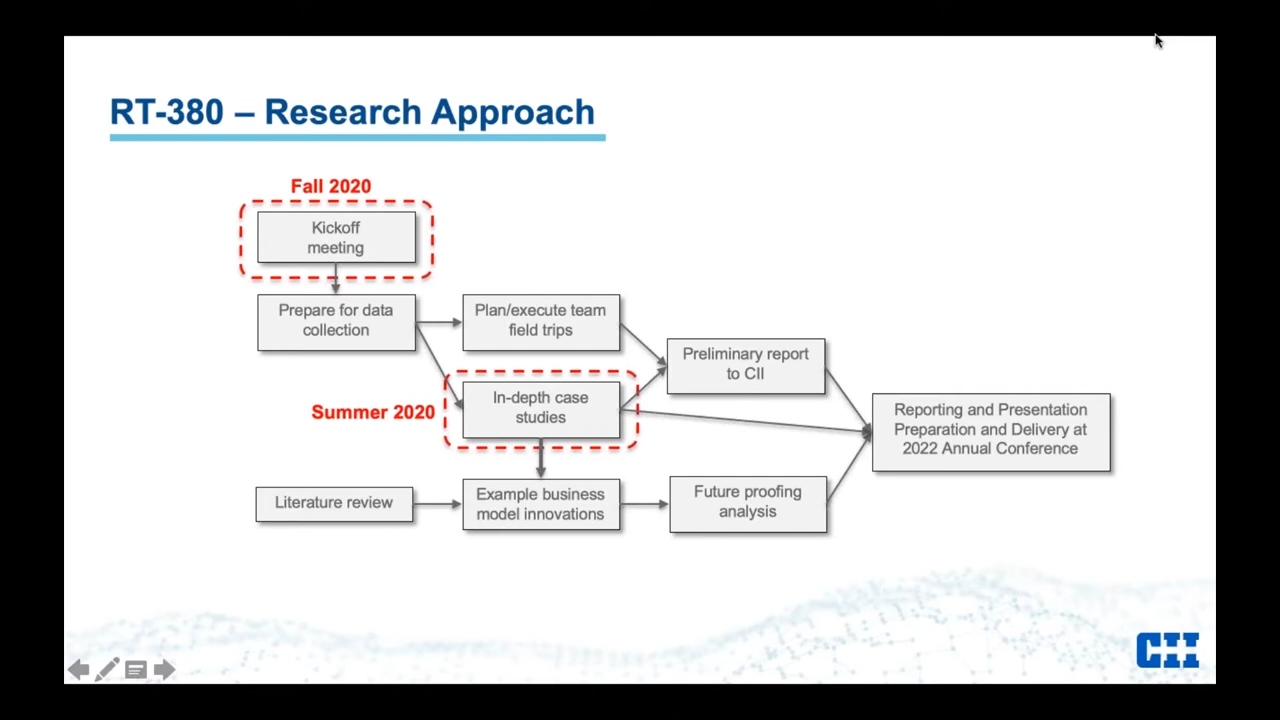 RT-380 – Research Approach
Fall 2020
Kickoff
meeting
Prepare for data
collection
Plan/execute team
field trips
Preliminary report
to CII
In-depth case
studies
Summer 2020
Reporting and Presentation
Preparation and Delivery at
2022 Annual Conference
Literature review
Example business
model innovations
Future proofing
analysis
CII